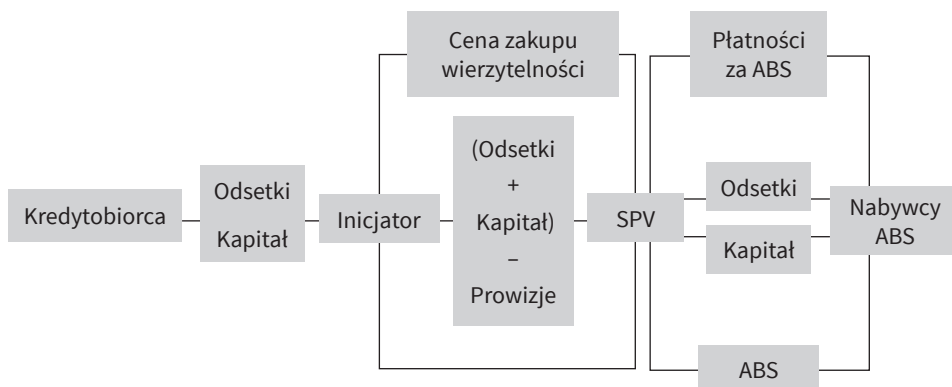 Cena zakupu
wierzytelności
Płatności
za ABS
Kredytobiorca
Odsetki
Kapitał
Inicjator
(Odsetki
+
Kapitał)
–
Prowizje
SPV
Odsetki
Kapitał
Nabywcy
ABS
ABS